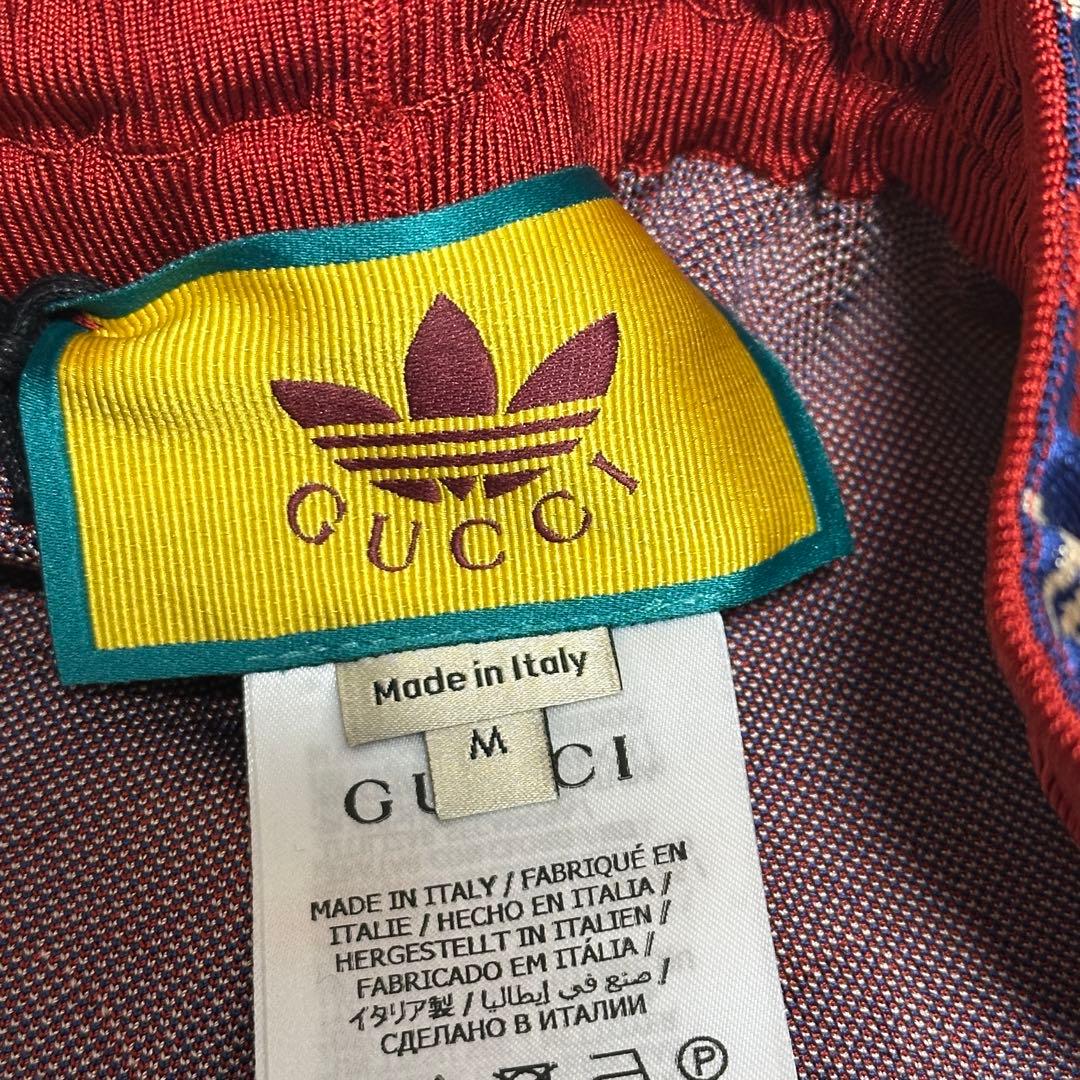 GUCCI
Made in Italy
M
GUCCI
MADE IN ITALY / FABRIQUÉ EN
ITALIE / HECHO EN ITALIA /
HERGESTELLT IN ITALIEN /
FABRICADO EM ITÁLIA /
イタリア製 / صنع في إيطاليا /
СДЕЛАНО В ИТАЛИИ
P